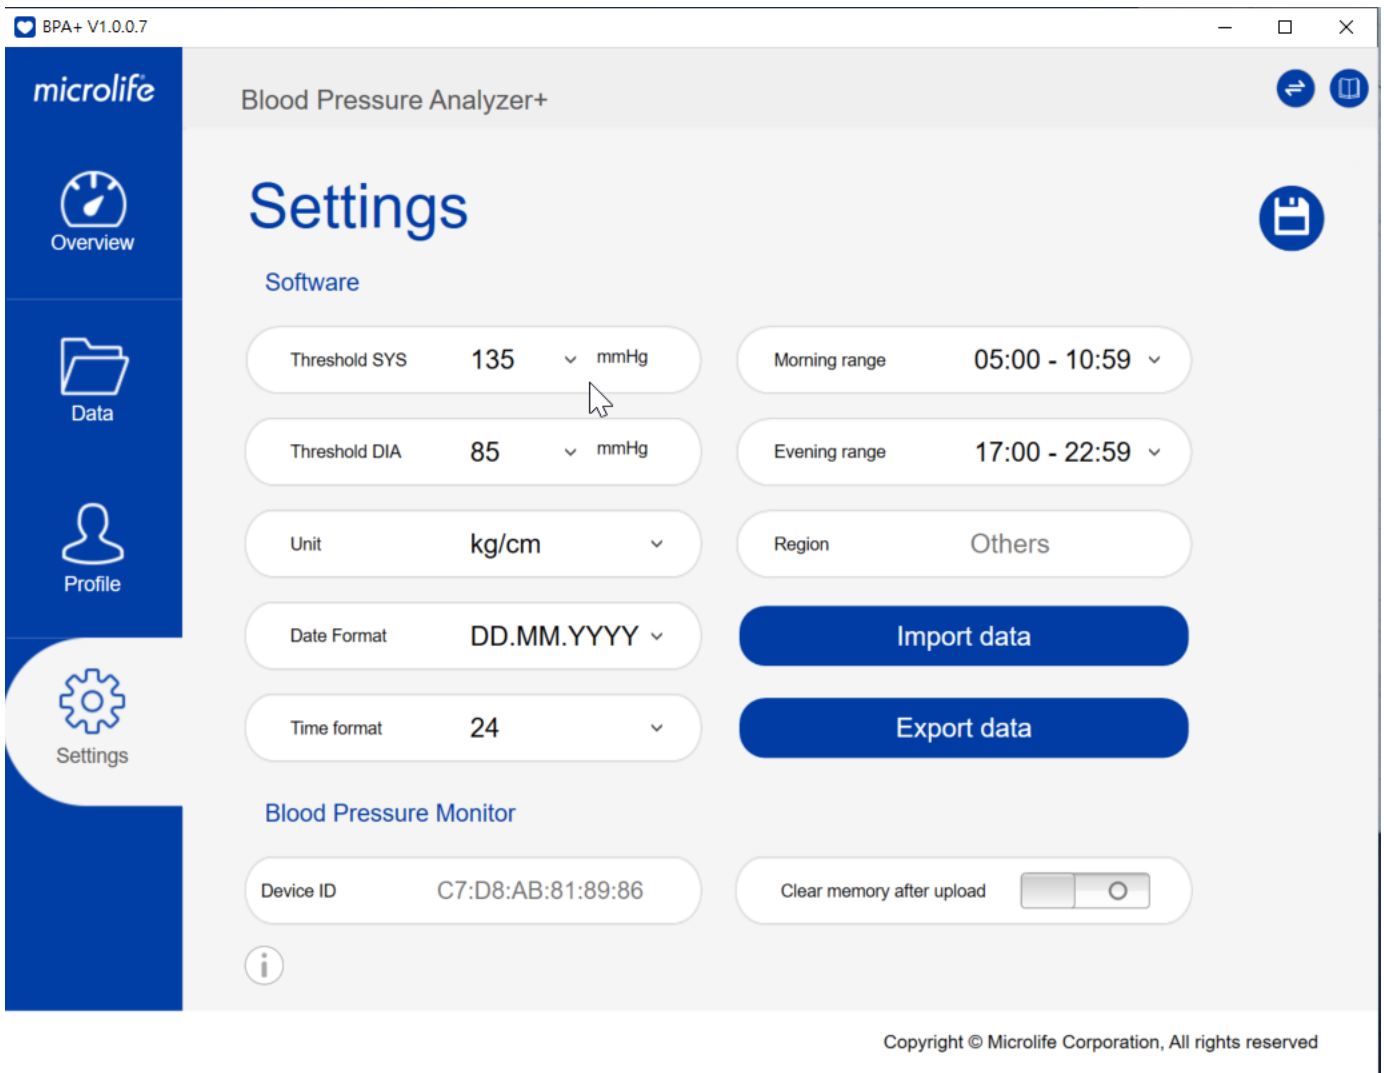 BPA+ V1.0.0.7
microlife
Blood Pressure Analyzer+
Overview
Data
Profile
Settings
Settings
Software
Threshold SYS 135 mmHg
Morning range 05:00 - 10:59
Threshold DIA 85 mmHg
Evening range 17:00 - 22:59
Unit kg/cm
Region Others
Date Format DD.MM.YYYY
Import data
Time format 24
Export data
Blood Pressure Monitor
Device ID C7:D8:AB:81:89:86
Clear memory after upload
Copyright © Microlife Corporation, All rights reserved